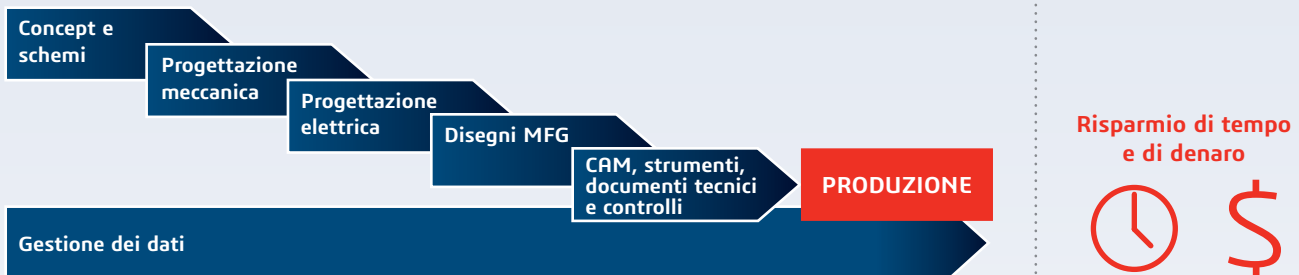 Concept e
schemi
Progettazione
meccanica
Progettazione
elettrica
Disegni MFG
CAM, strumenti,
documenti tecnici
e controlli
PRODUZIONE
Gestione dei dati
Risparmio di tempo
e di denaro
$